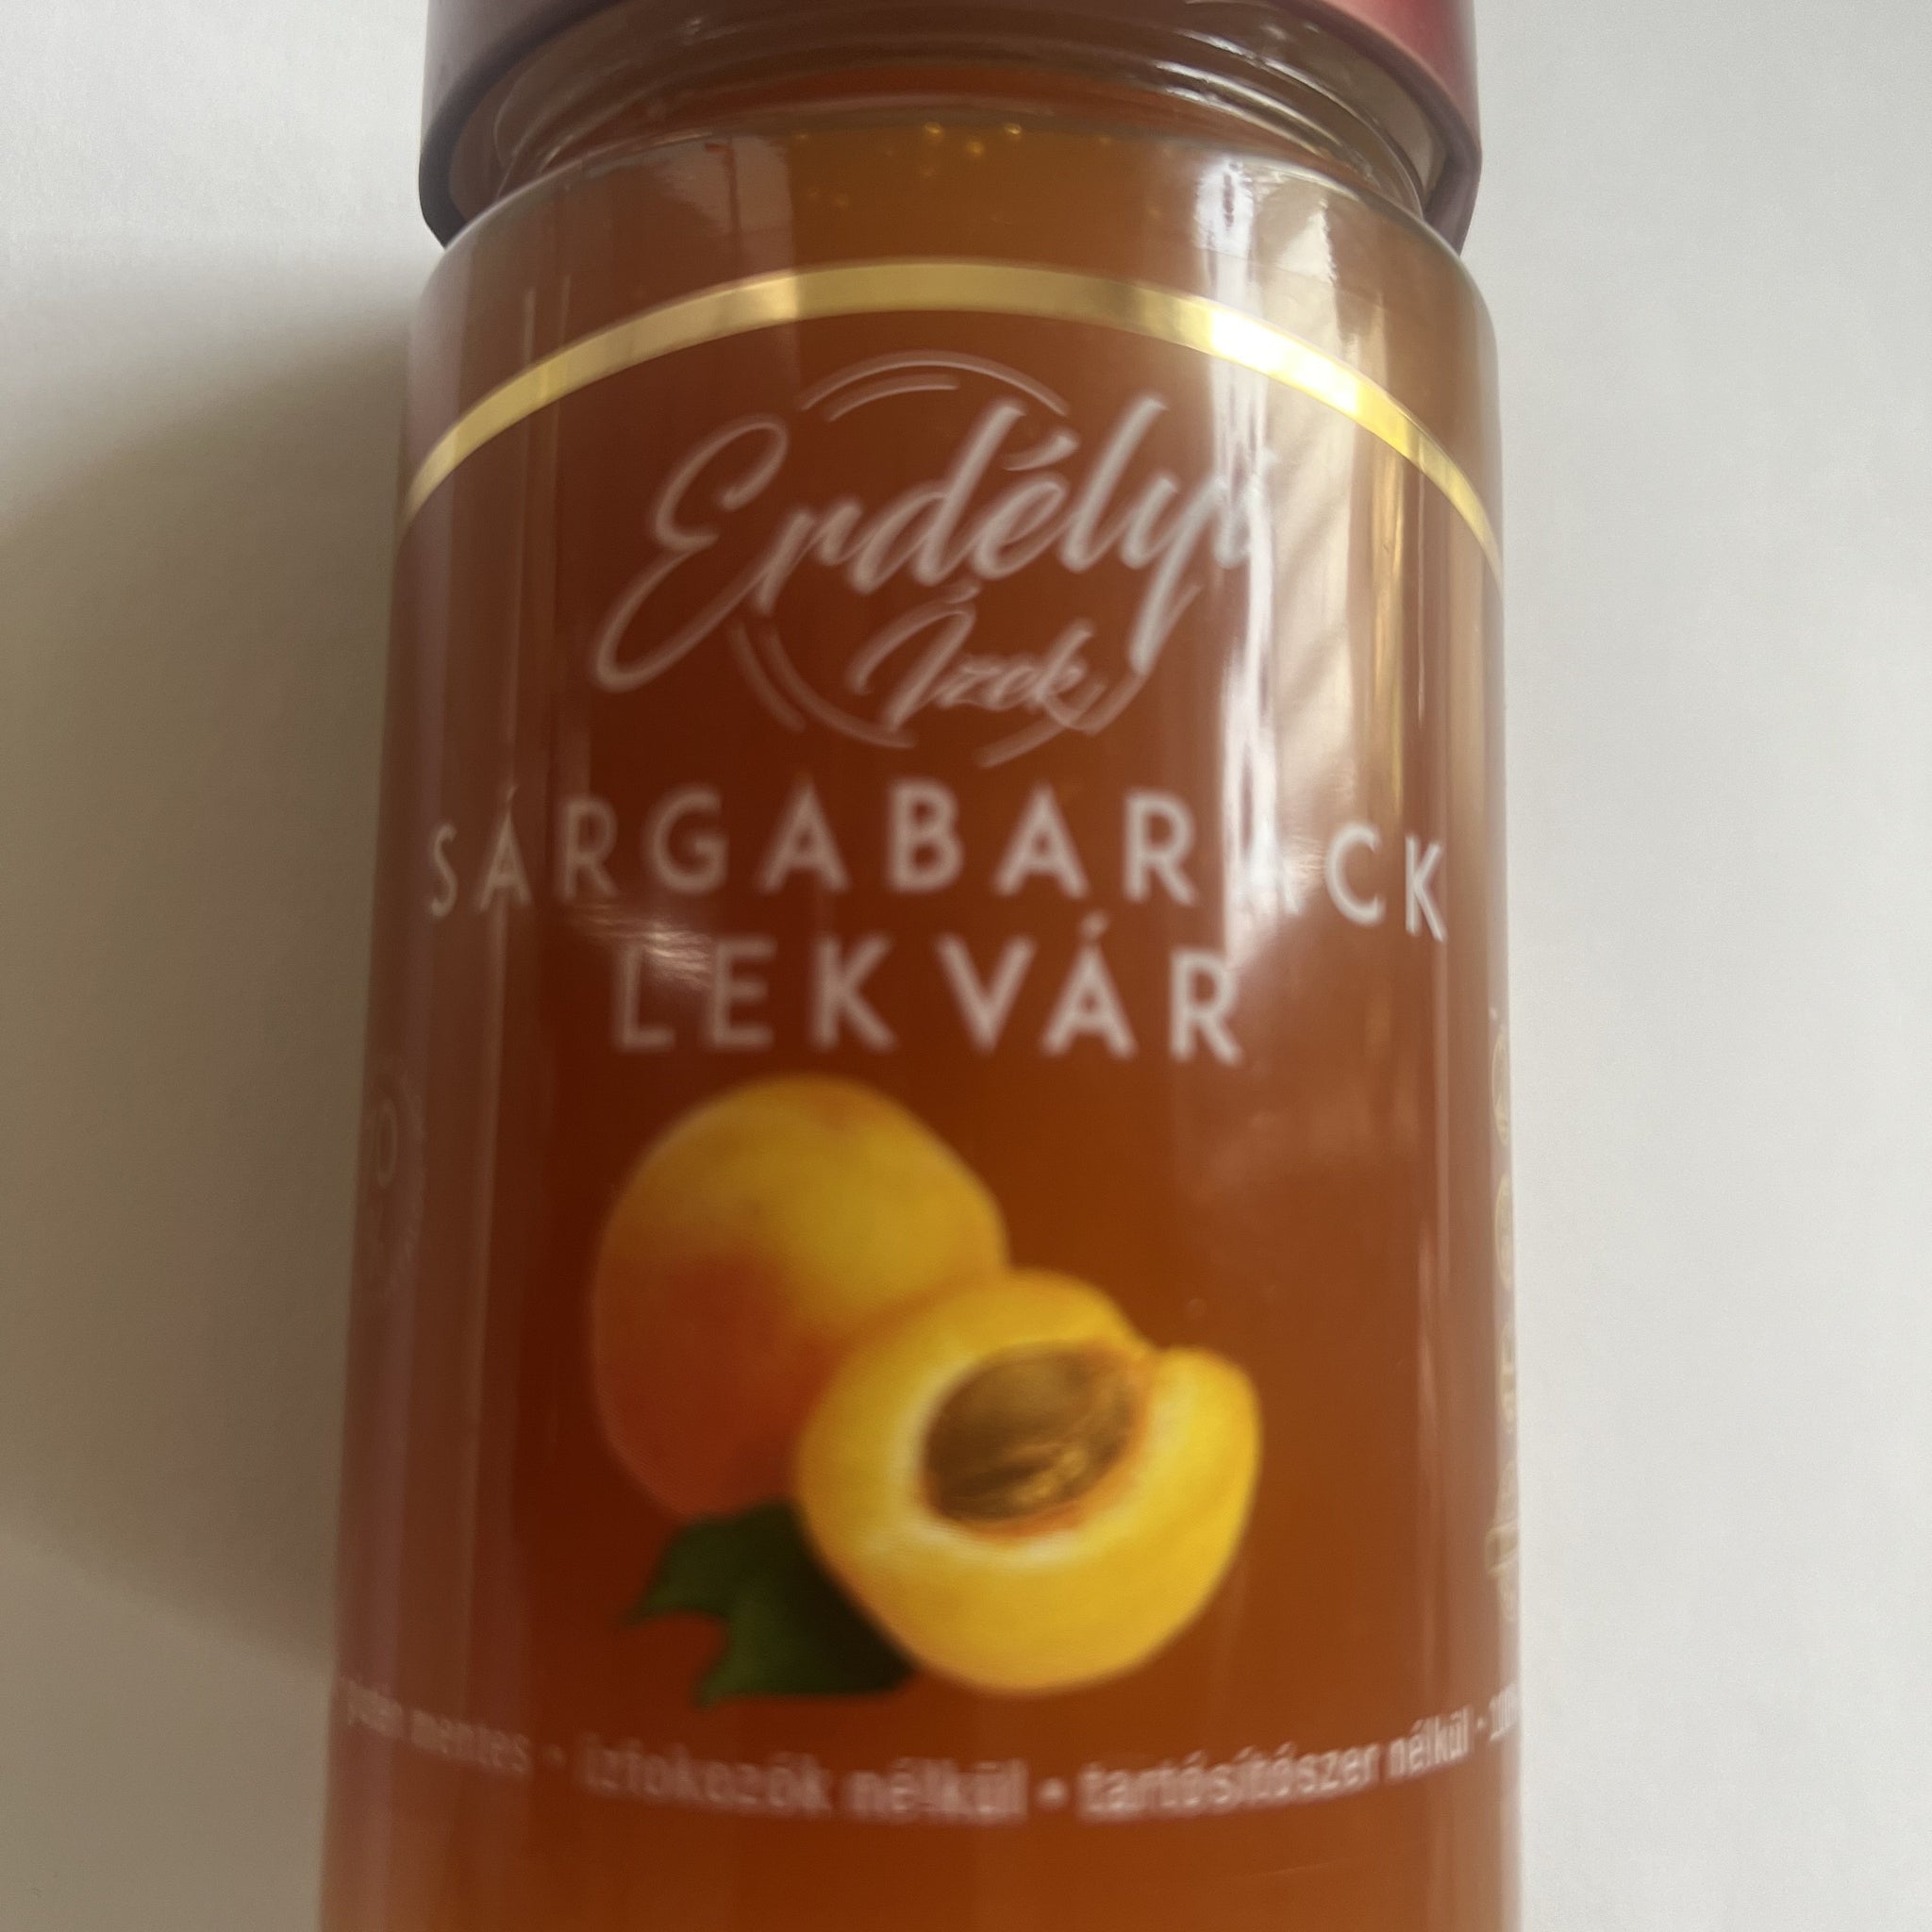 Erdélyi
Ízek
SÁRGABARACK
LEKVÁR
mentes • ízfokozók nélkül • tartósítószer nélkül •